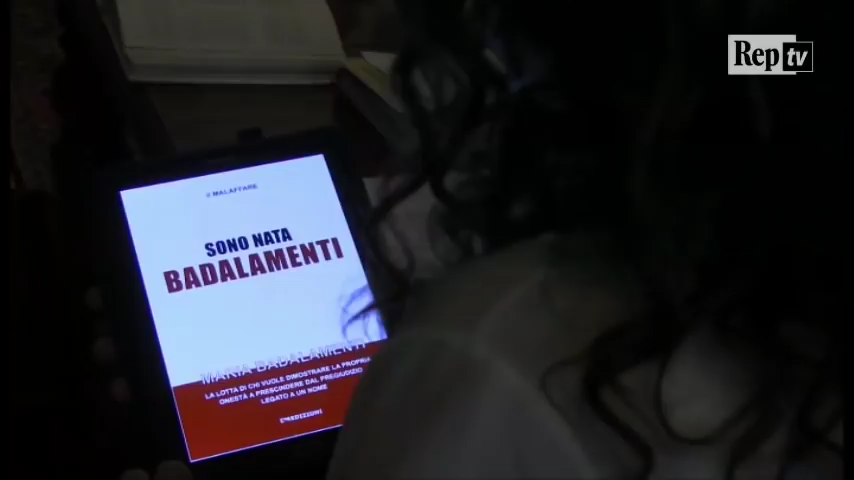 Rep tv
MALAFFARE
SONO NATA
BADALAMENTI
MARIA BADALAMENTI
LA LOTTA DI CHI VUOLE DIMOSTRARE LA PROPRIA
ONESTÀ A PRESCINDERE DAL PREGIUDIZIO
LEGATO A UN NOME